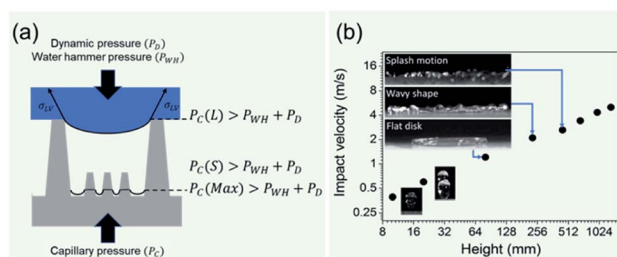 (a)
Dynamic pressure (P_D)
Water hammer pressure (P_WH)
σ_LV
σ_LV
P_C(L) > P_WH + P_D
P_C(S) > P_WH + P_D
P_C(Max) > P_WH + P_D
Capillary pressure (P_C)
(b)
Impact velocity (m/s)
16
8
4
2
1
0.5
0.25
Splash motion
Wavy shape
Flat disk
8 16 32 64 128 256 512 1024
Height (mm)